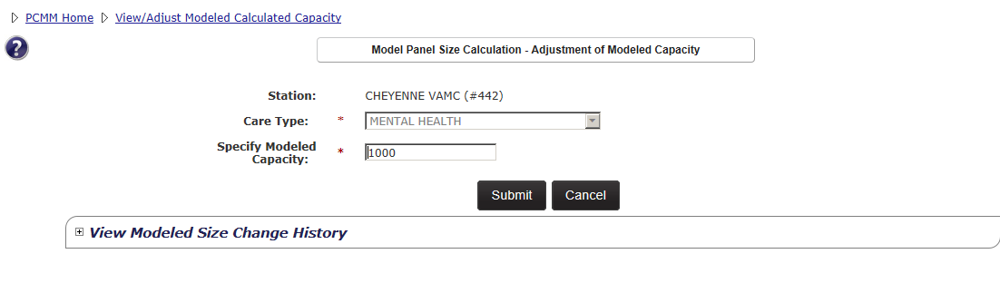 PCMM Home View/Adjust Modeled Calculated Capacity
?
Model Panel Size Calculation - Adjustment of Modeled Capacity
Station: CHEYENNE VAMC (#442)
Care Type: * MENTAL HEALTH
Specify Modeled
Capacity: * 1000
Submit Cancel
View Modeled Size Change History